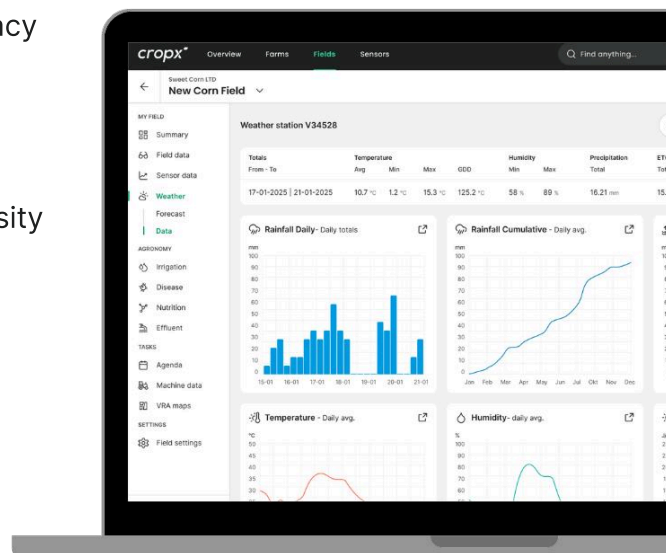 ncy
sity
cropx
Overview Farms Fields Sensors
Find anything...
Sweet Corn LTD
New Corn Field
MY FIELD
Summary
Field data
Sensor data
Weather
Forecast
Data
AGRONOMY
Irrigation
Disease
Nutrition
Effluent
TASKS
Agenda
Machine data
VRA maps
SETTINGS
Field settings
Weather station V34528
Totals Temperature Humidity Precipitation
From - To Avg Min Max GDD Min Max Total
17-01-2025 | 21-01-2025 10.7 °C 1.2 °C 15.3 °C 125.2 °C 58 % 89 % 16.21 mm 15.
Rainfall Daily- Daily totals
mm
100
90
80
70
60
50
40
30
20
10
0
15-01 16-01 17-01 18-01 19-01 20-01 21-01
Rainfall Cumulative - Daily avg.
mm
100
90
80
70
60
50
40
30
20
10
0
Jan Feb Mar Apr May Jun Jul Okt Nov Dec
Temperature - Daily avg.
°C
50
45
40
35
30
Humidity- daily avg.
%
100
90
80
70
60